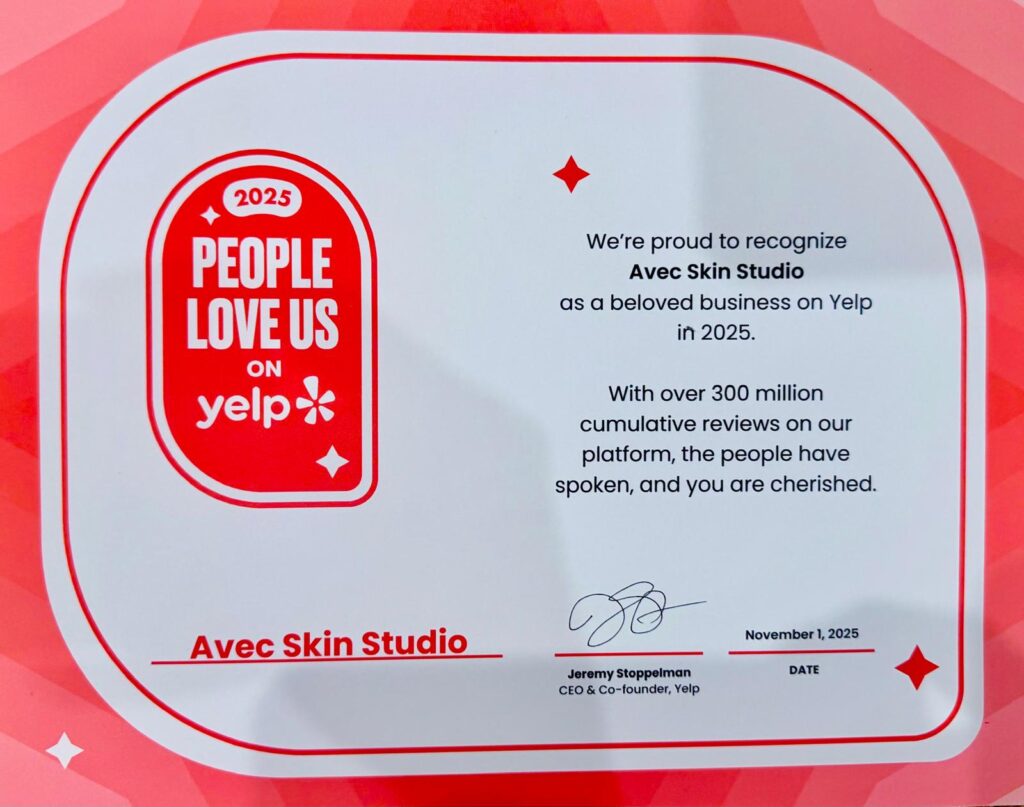 2025
PEOPLE
LOVE US
ON
yelp
We're proud to recognize
Avec Skin Studio
as a beloved business on Yelp
in 2025.
With over 300 million
cumulative reviews on our
platform, the people have
spoken, and you are cherished.
Avec Skin Studio
Jeremy Stoppelman
CEO & Co-founder, Yelp
November 1, 2025
DATE